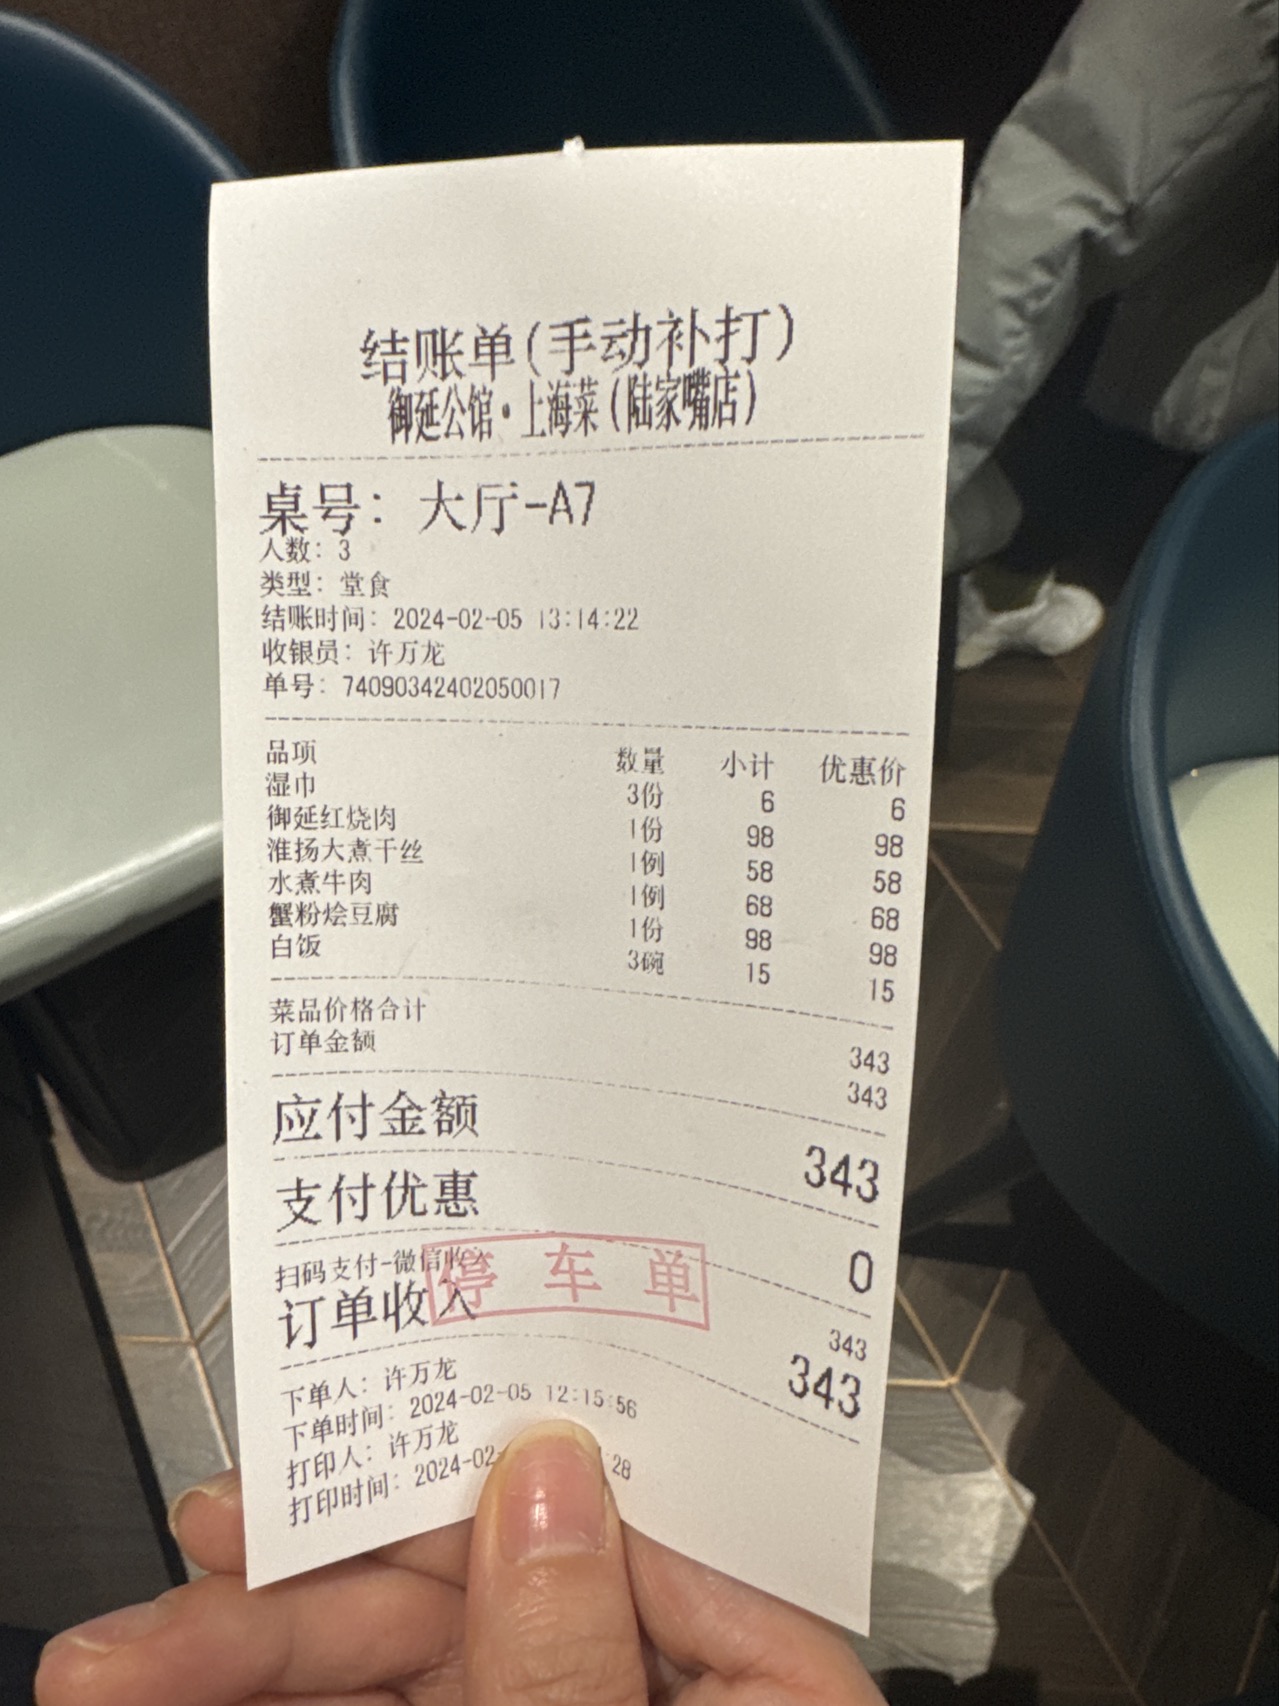 结账单(手动补打)
御延公馆·上海菜(陆家嘴店)
桌号: 大厅-A7
人数: 3
类型: 堂食
结账时间: 2024-02-05 13:14:22
收银员: 许万龙
单号: 74090342402050017
品项 数量 小计 优惠价
湿巾 3份 6 6
御延红烧肉 1份 98 98
淮扬大煮干丝 1例 58 58
水煮牛肉 1例 68 68
蟹粉烩豆腐 1份 98 98
白饭 3碗 15 15
菜品价格合计 343
订单金额 343
应付金额 343
支付优惠 0
扫码支付-微信收入 343
订单收入 343
停车单
下单人: 许万龙
下单时间: 2024-02-05 12:15:56
打印人: 许万龙
打印时间: 2024-02- :28